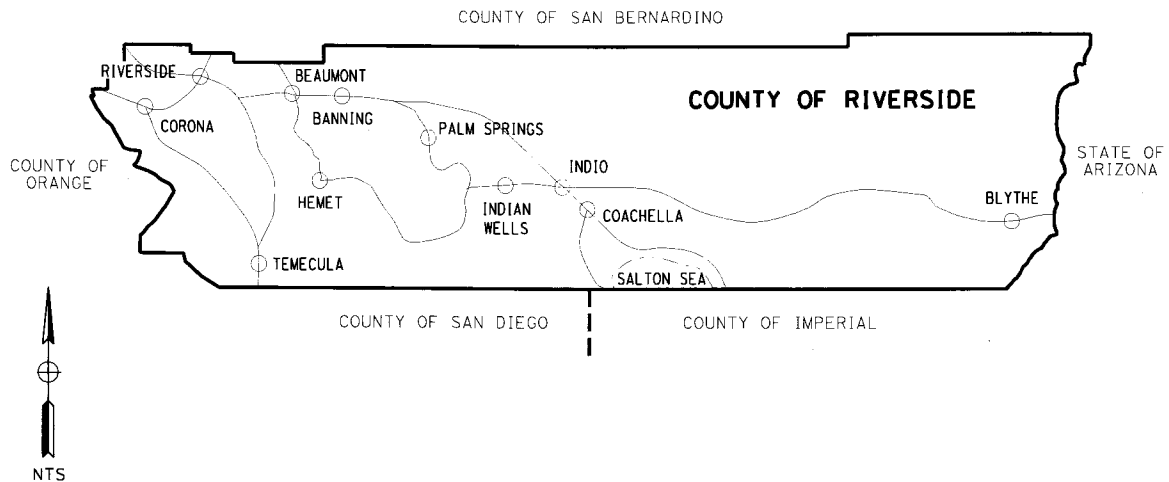 COUNTY OF SAN BERNARDINO
RIVERSIDE
BEAUMONT
COUNTY OF RIVERSIDE
CORONA
BANNING
PALM SPRINGS
COUNTY OF
ORANGE
STATE OF
ARIZONA
INDIO
HEMET
INDIAN
WELLS
COACHELLA
BLYTHE
TEMECULA
SALTON SEA
COUNTY OF SAN DIEGO
COUNTY OF IMPERIAL
NTS